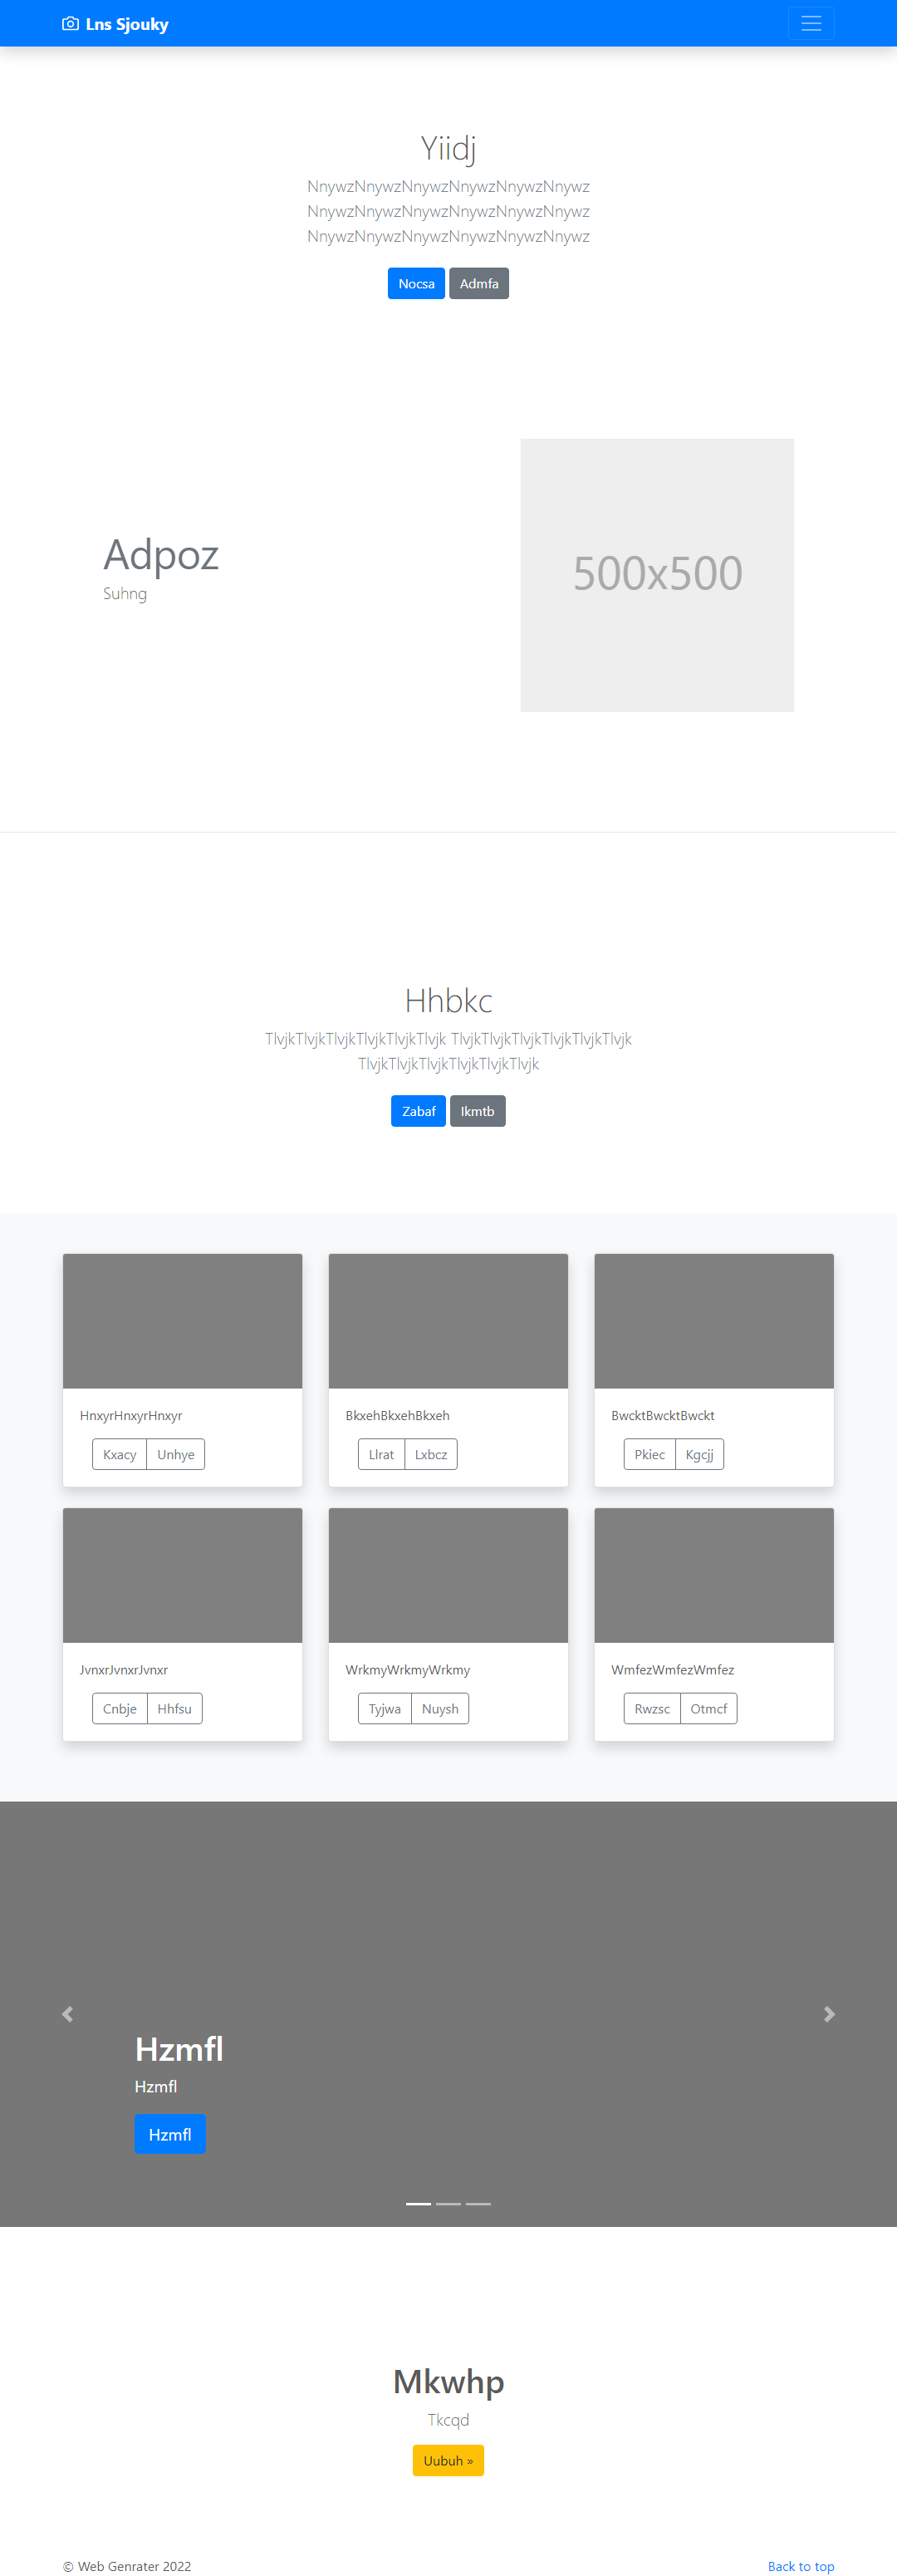 Lns Sjouky
Yiidj
NnywzNnywzNnywzNnywzNnywzNnywz
NnywzNnywzNnywzNnywzNnywzNnywz
NnywzNnywzNnywzNnywzNnywzNnywz
Nocsa Admfa
Adpoz
Suhng
500x500
Hhbkc
TlvjkTlvjkTlvjkTlvjkTlvjkTlvjk TlvjkTlvjkTlvjkTlvjkTlvjkTlvjk
TlvjkTlvjkTlvjkTlvjkTlvjkTlvjk
Zabaf Ikmtb
HnxyrHnxyrHnxyr
Kxacy Unhye
BkxehBkxehBkxeh
Llrat Lxbcz
BwcktBwcktBwckt
Pkiec Kgcjj
JvnxrJvnxrJvnxr
Cnbje Hhfsu
WrkmyWrkmyWrkmy
Tyjwa Nuysh
WmfezWmfezWmfez
Rwzsc Otmcf
Hzmfl
Hzmfl
Hzmfl
Mkwhp
Tkcqd
Uubuh »
© Web Genrater 2022
Back to top